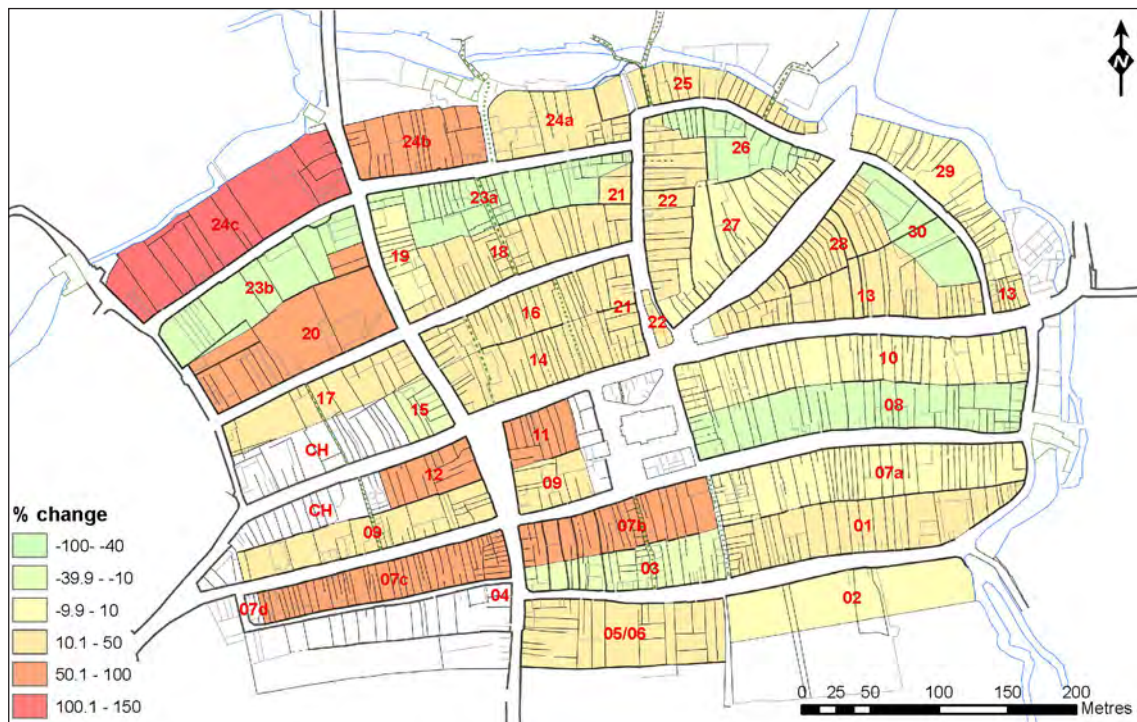 N
25
24a
24b
29
26
23a
21
22
24c
27
30
28
18
19
23b
13
13
16
21
22
20
14
10
17
15
08
CH
11
12
07a
09
CH
07b
01
09
03
07c
04
07d
02
05/06
% change
-100- -40
-39.9 - -10
-9.9 - 10
10.1 - 50
50.1 - 100
100.1 - 150
0 25 50 100 150 200
Metres